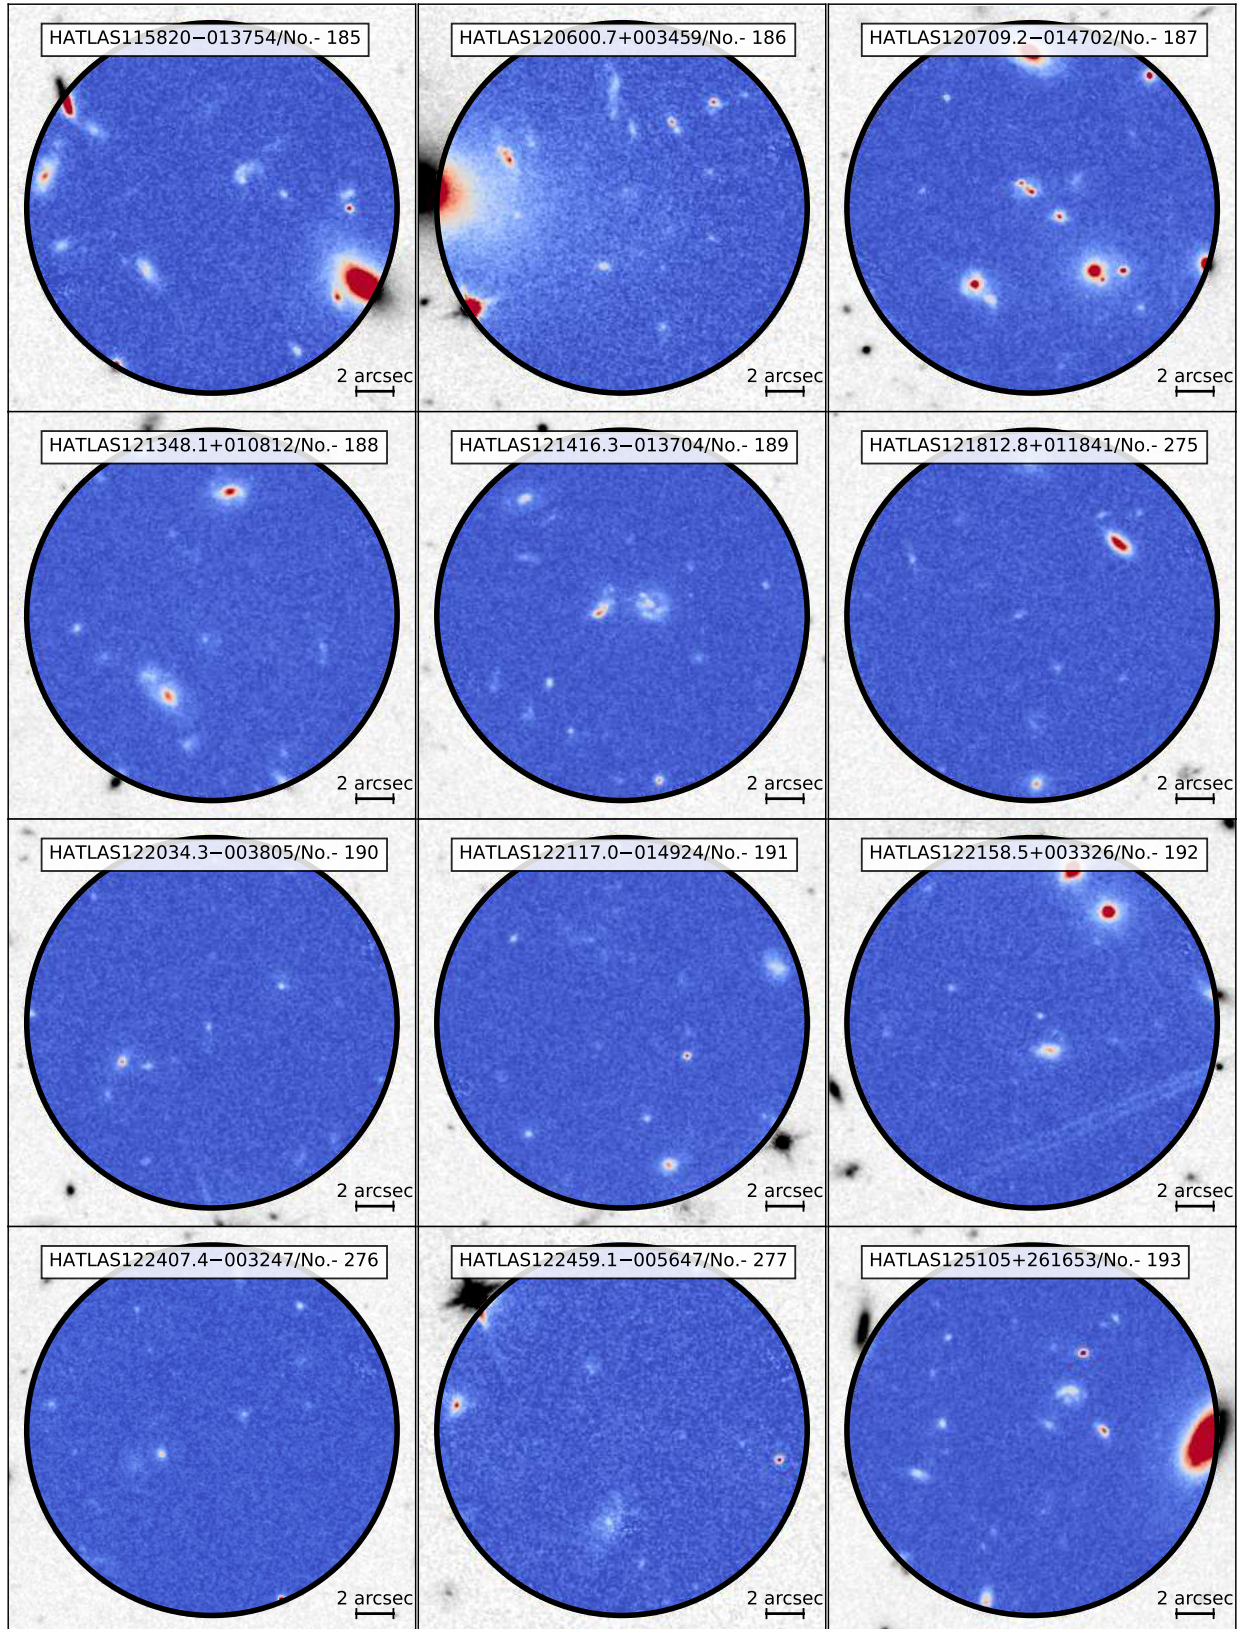 HATLAS115820−013754/No.- 185
HATLAS120600.7+003459/No.- 186
HATLAS120709.2−014702/No.- 187
2 arcsec
2 arcsec
2 arcsec
HATLAS121348.1+010812/No.- 188
HATLAS121416.3−013704/No.- 189
HATLAS121812.8+011841/No.- 275
2 arcsec
2 arcsec
2 arcsec
HATLAS122034.3−003805/No.- 190
HATLAS122117.0−014924/No.- 191
HATLAS122158.5+003326/No.- 192
2 arcsec
2 arcsec
2 arcsec
HATLAS122407.4−003247/No.- 276
HATLAS122459.1−005647/No.- 277
HATLAS125105+261653/No.- 193
2 arcsec
2 arcsec
2 arcsec